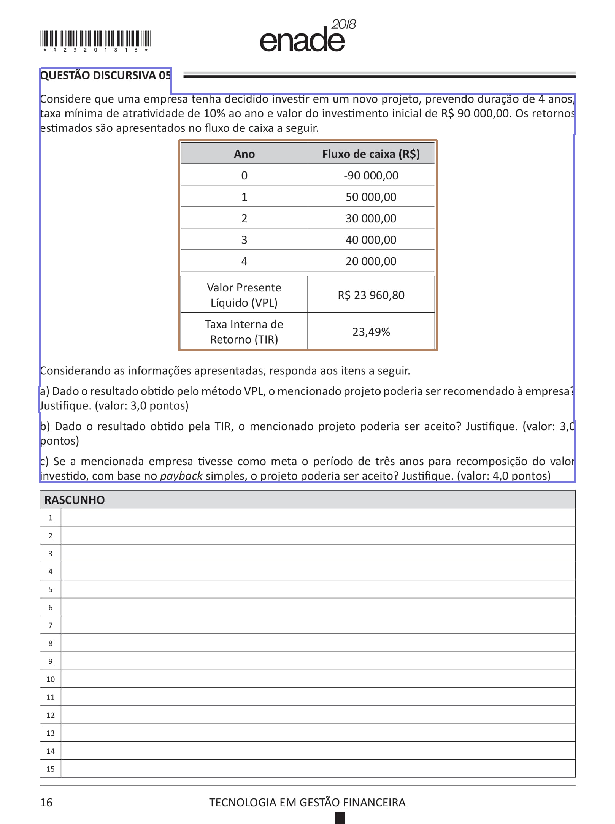 *R2320181S*
enade 2018
QUESTÃO DISCURSIVA 05
Considere que uma empresa tenha decidido investir em um novo projeto, prevendo duração de 4 anos,
taxa mínima de atratividade de 10% ao ano e valor do investimento inicial de R$ 90 000,00. Os retornos
estimados são apresentados no fluxo de caixa a seguir.
Ano Fluxo de caixa (R$)
0 -90 000,00
1 50 000,00
2 30 000,00
3 40 000,00
4 20 000,00
Valor Presente
Líquido (VPL) R$ 23 960,80
Taxa Interna de
Retorno (TIR) 23,49%
Considerando as informações apresentadas, responda aos itens a seguir.
a) Dado o resultado obtido pelo método VPL, o mencionado projeto poderia ser recomendado à empresa?
Justifique. (valor: 3,0 pontos)
b) Dado o resultado obtido pela TIR, o mencionado projeto poderia ser aceito? Justifique. (valor: 3,0
pontos)
c) Se a mencionada empresa tivesse como meta o período de três anos para recomposição do valor
investido, com base no payback simples, o projeto poderia ser aceito? Justifique. (valor: 4,0 pontos)
RASCUNHO
1
2
3
4
5
6
7
8
9
10
11
12
13
14
15
16 TECNOLOGIA EM GESTÃO FINANCEIRA